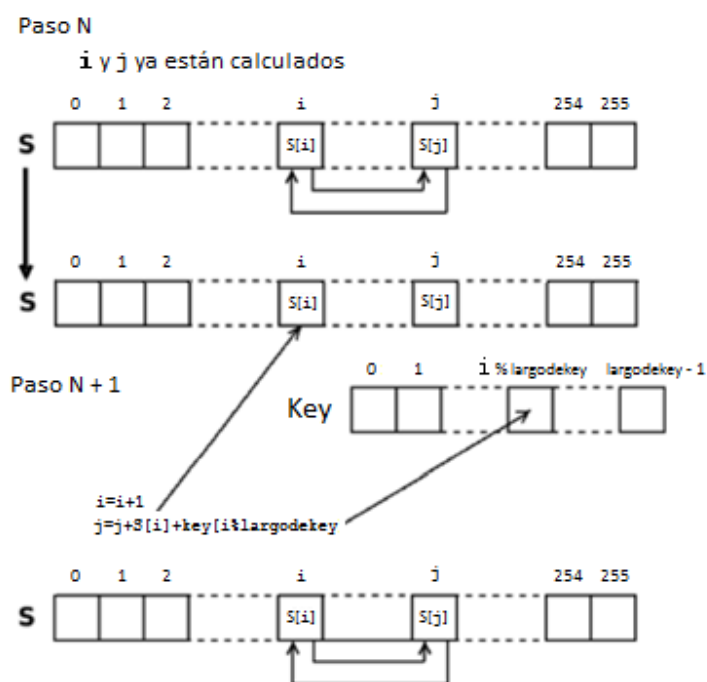 Paso N
i y j ya están calculados
0 1 2 i j 254 255
S S[i] S[j]
0 1 2 i j 254 255
S S[i] S[j]
Paso N + 1
0 1 i % largodekey largodekey - 1
Key
i=i+1
j=j+S[i]+key[i%largodekey
0 1 2 i j 254 255
S S[i] S[j]